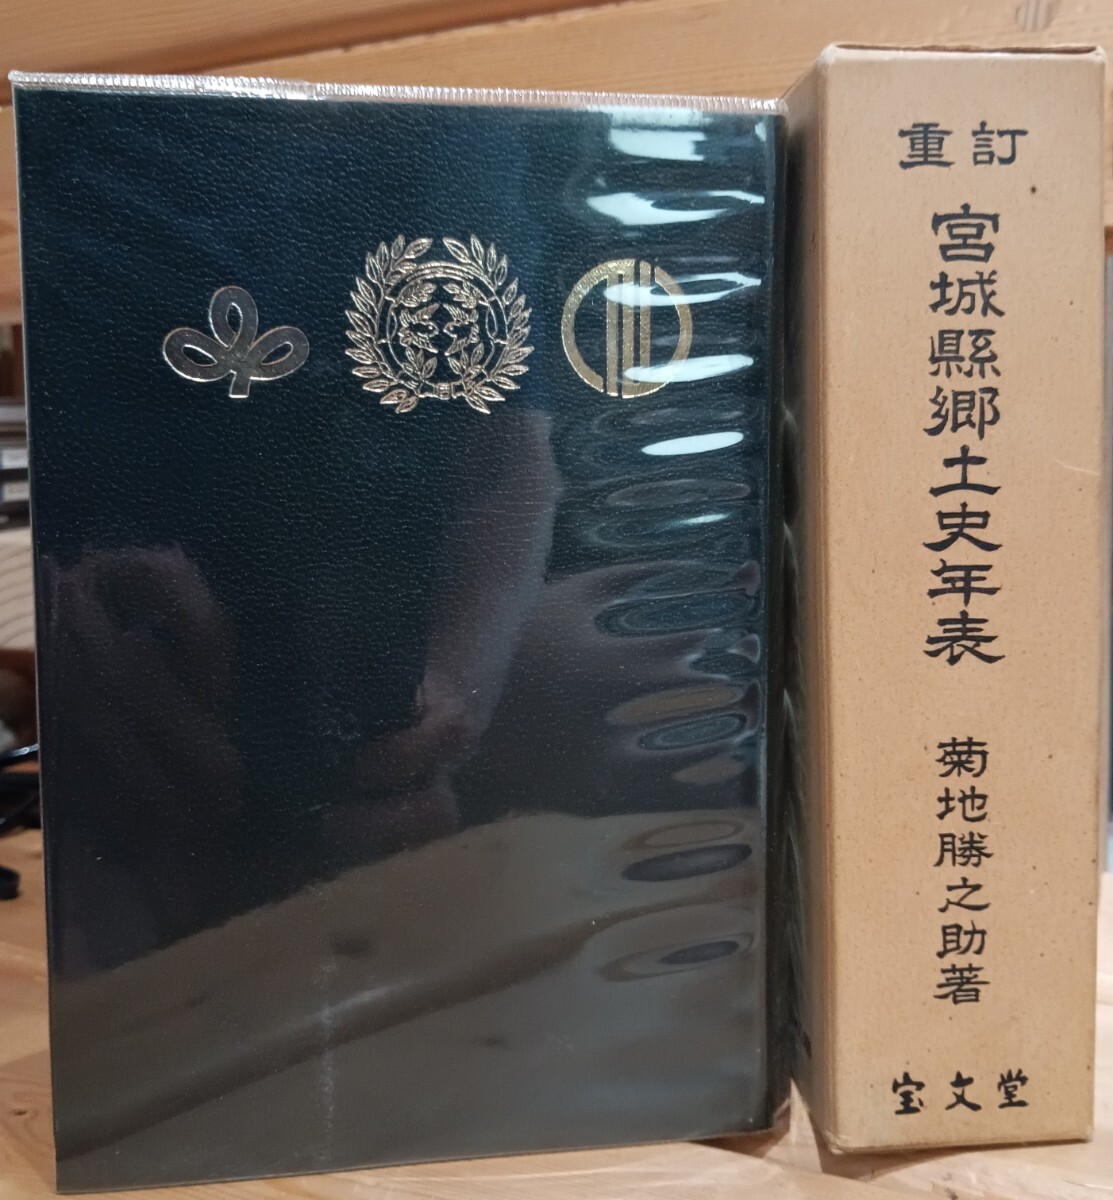 重訂
宮城縣郷土史年表
菊地勝之助著
宝文堂